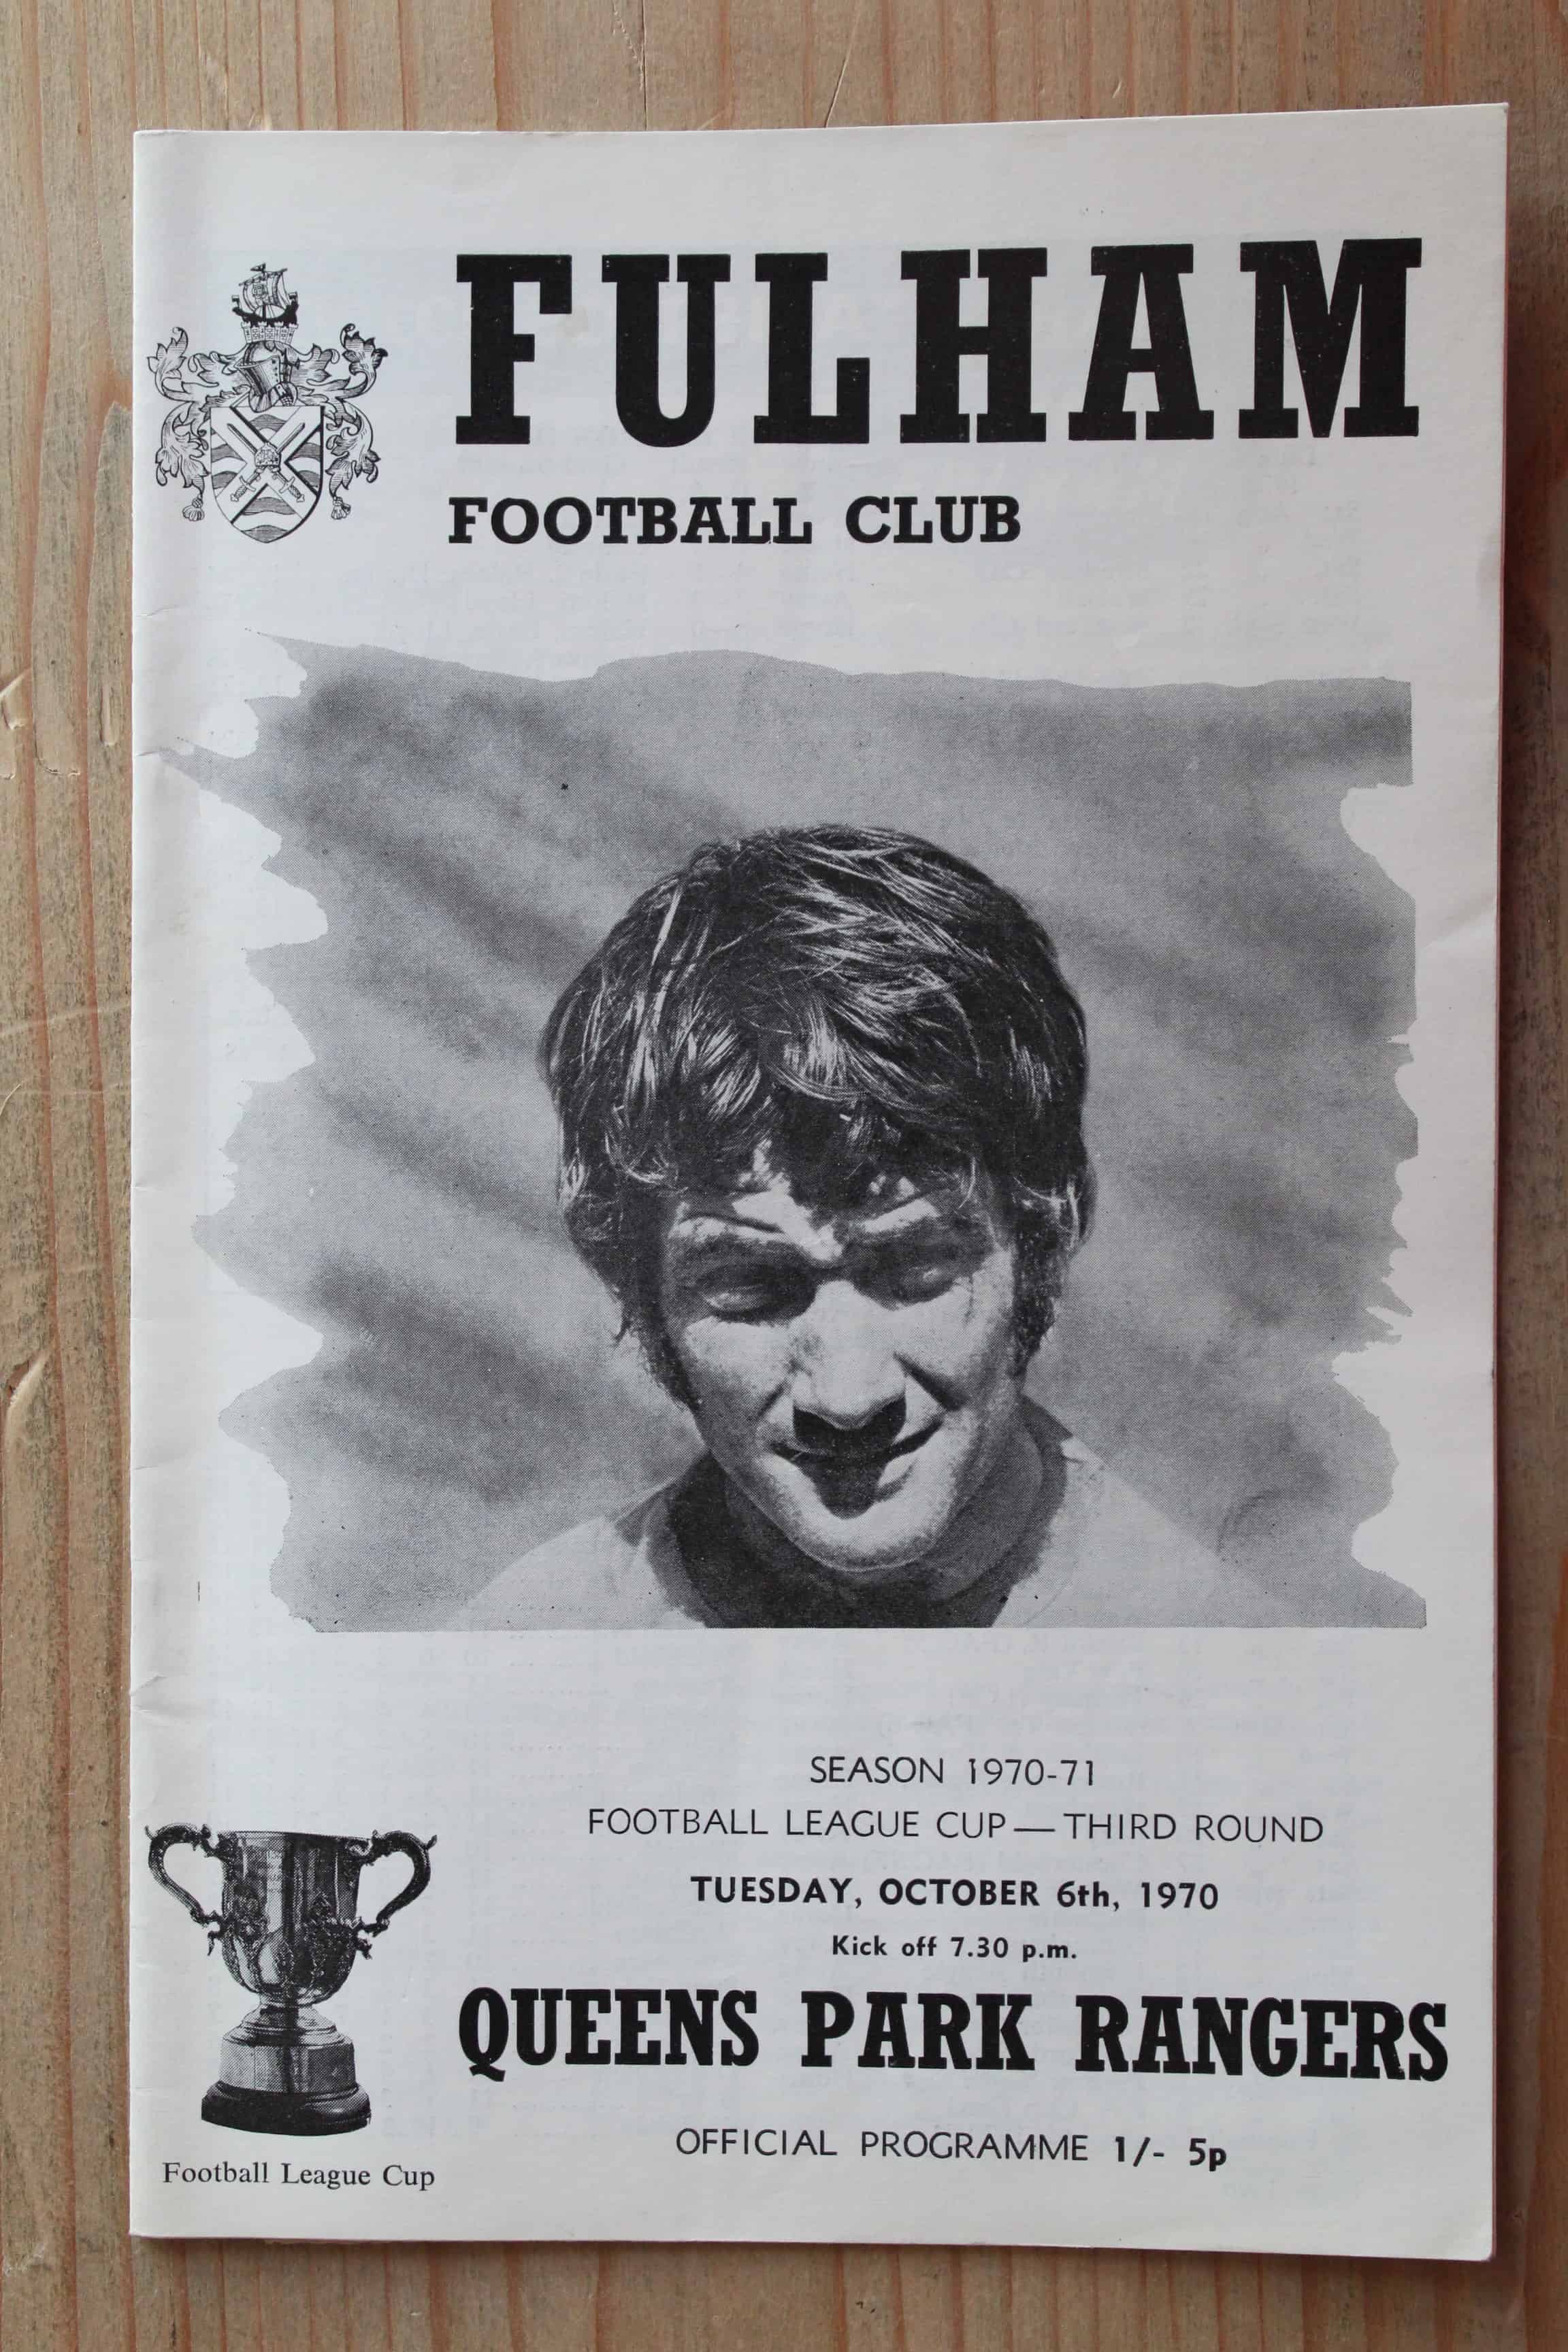 FULHAM
FOOTBALL CLUB
SEASON 1970-71
FOOTBALL LEAGUE CUP — THIRD ROUND
TUESDAY, OCTOBER 6th, 1970
Kick off 7.30 p.m.
QUEENS PARK RANGERS
OFFICIAL PROGRAMME 1/- 5p
Football League Cup